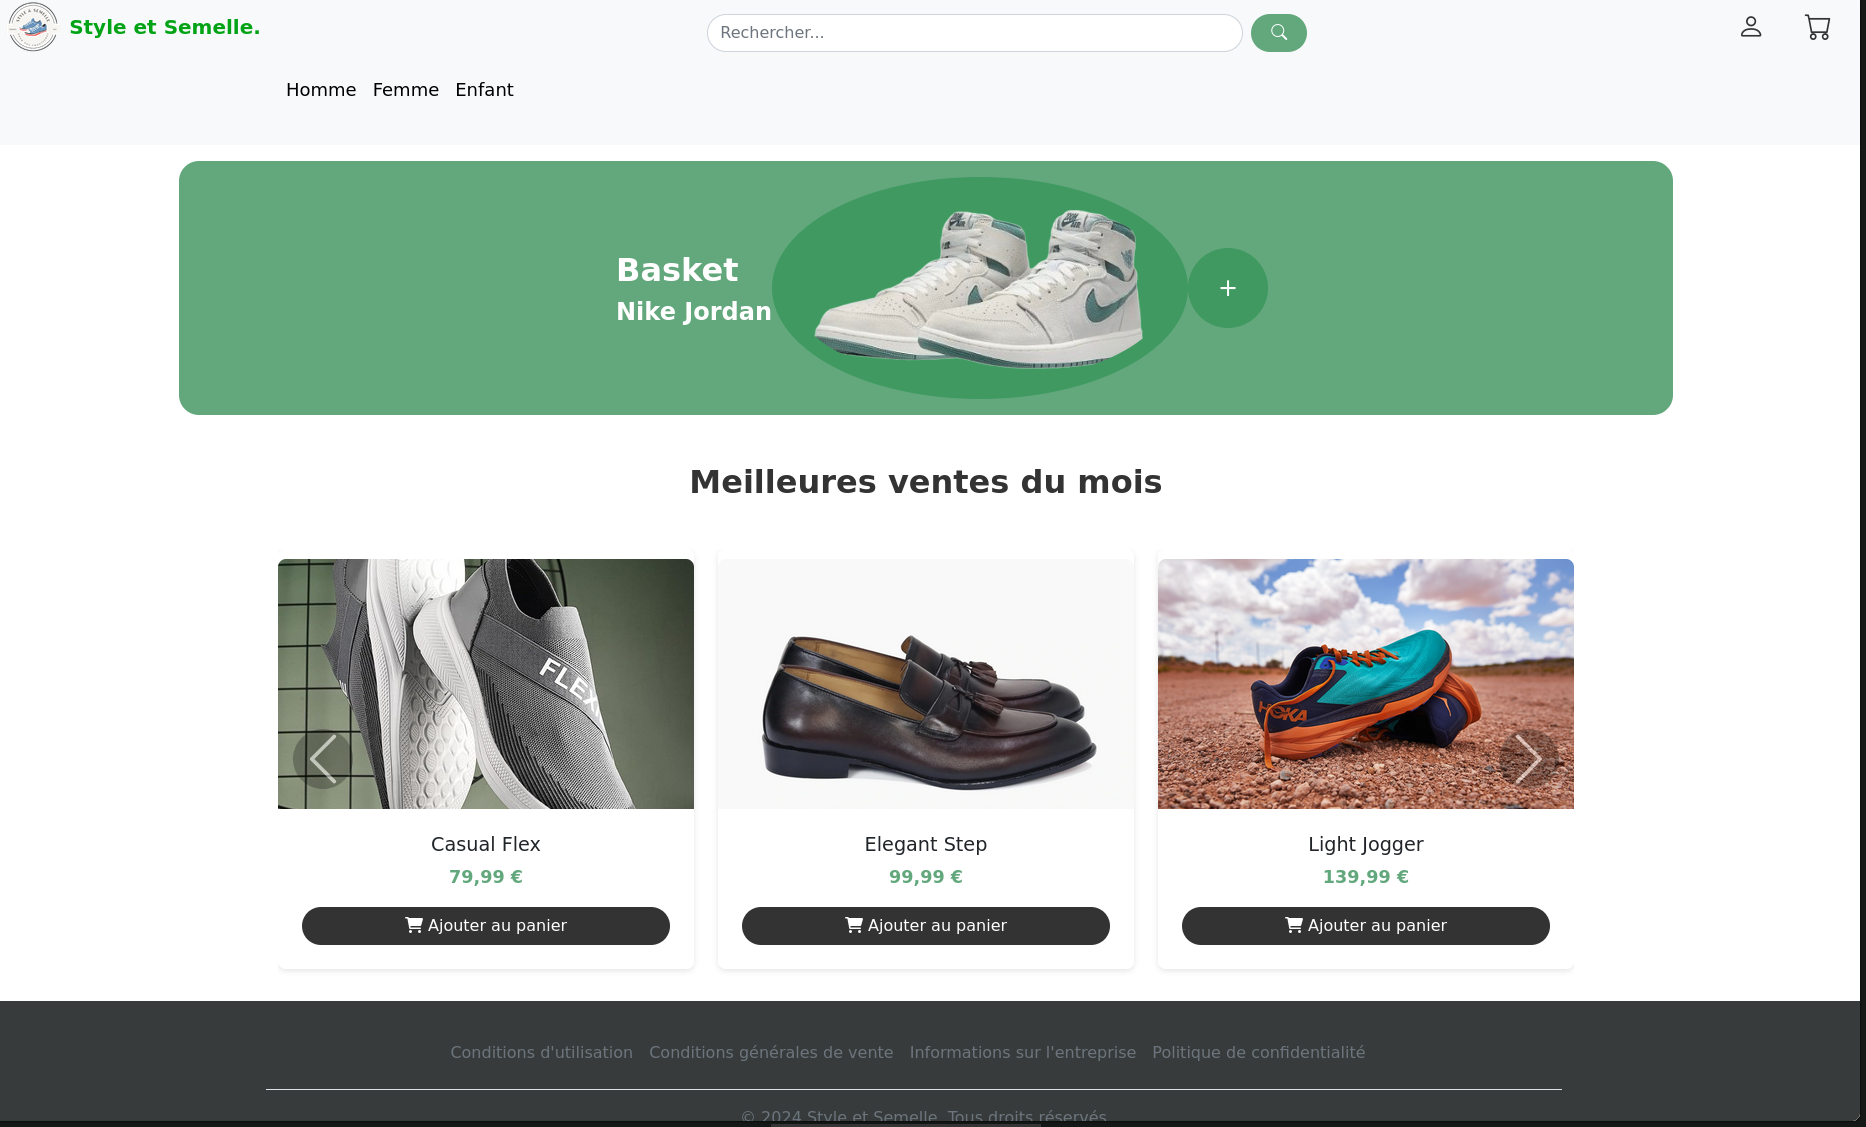 Style et Semelle.
Rechercher...
Homme Femme Enfant
Basket
Nike Jordan
+
Meilleures ventes du mois
FLEX
HOKA
Casual Flex
79,99 €
Ajouter au panier
Elegant Step
99,99 €
Ajouter au panier
Light Jogger
139,99 €
Ajouter au panier
Conditions d'utilisation Conditions générales de vente Informations sur l'entreprise Politique de confidentialité
© 2024 Style et Semelle. Tous droits réservés.